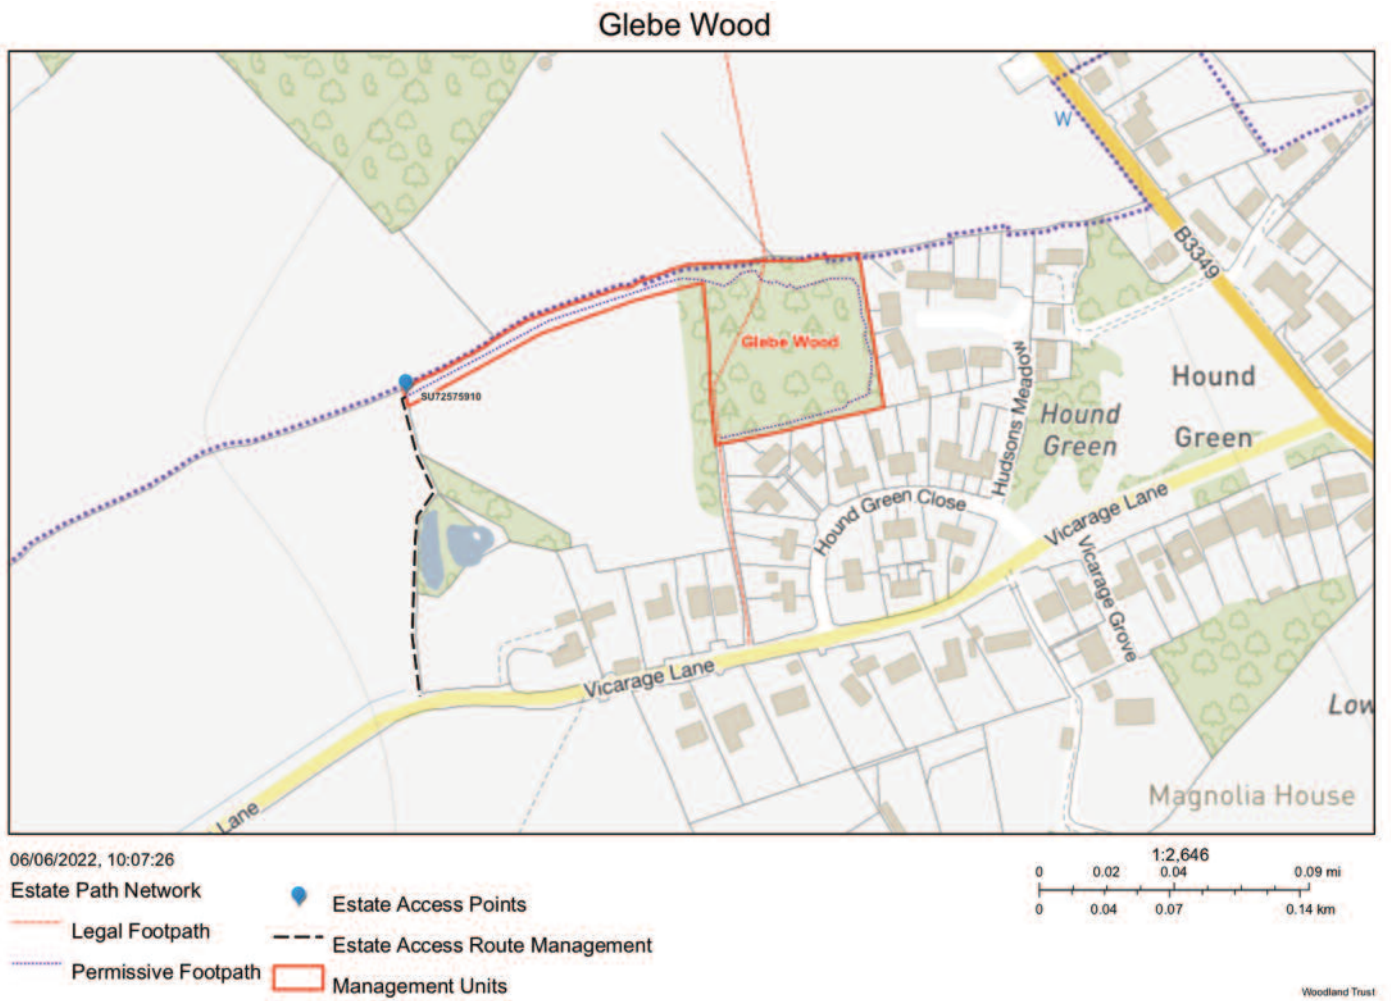 Glebe Wood
W
B3349
Glebe Wood
SU72575910
Hudsons Meadow
Hound
Green
Hound
Green
Hound Green Close
Vicarage Lane
Vicarage Grove
Vicarage Lane
Low
Magnolia House
Lane
06/06/2022, 10:07:26
Estate Path Network
Legal Footpath
Permissive Footpath
Estate Access Points
Estate Access Route Management
Management Units
1:2,646
0 0.02 0.04 0.09 mi
0 0.04 0.07 0.14 km
Woodland Trust